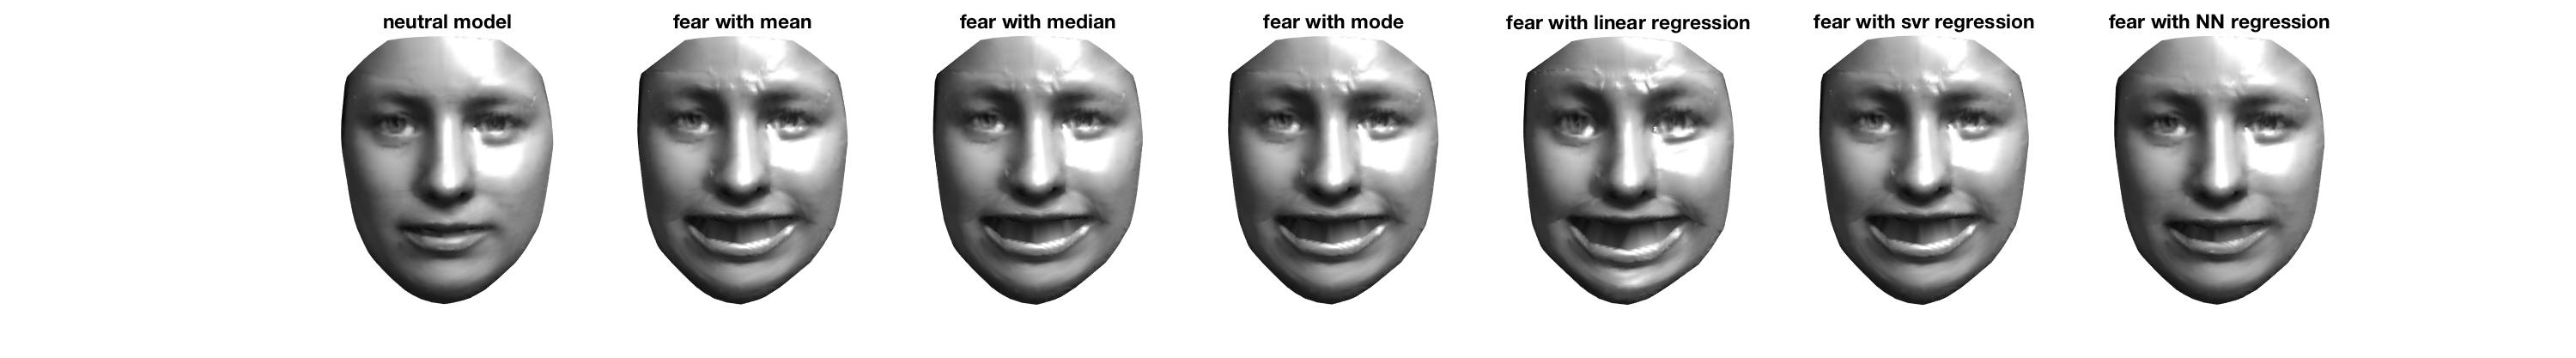 neutral model
fear with mean
fear with median
fear with mode
fear with linear regression
fear with svr regression
fear with NN regression